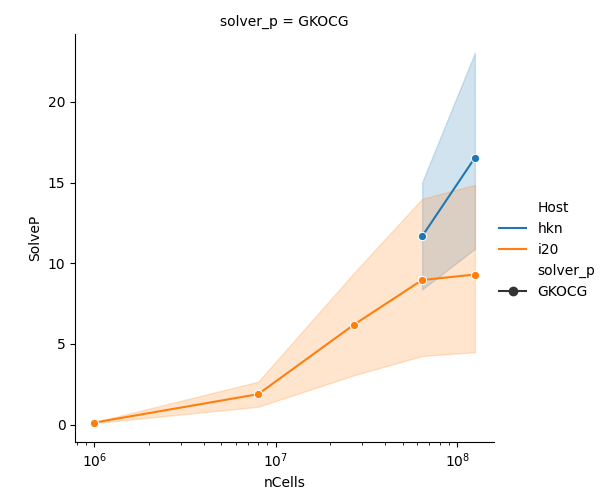 solver_p = GKOCG
SolveP
20
15
10
5
0
10^6
10^7
10^8
nCells
Host
hkn
i20
solver_p
GKOCG